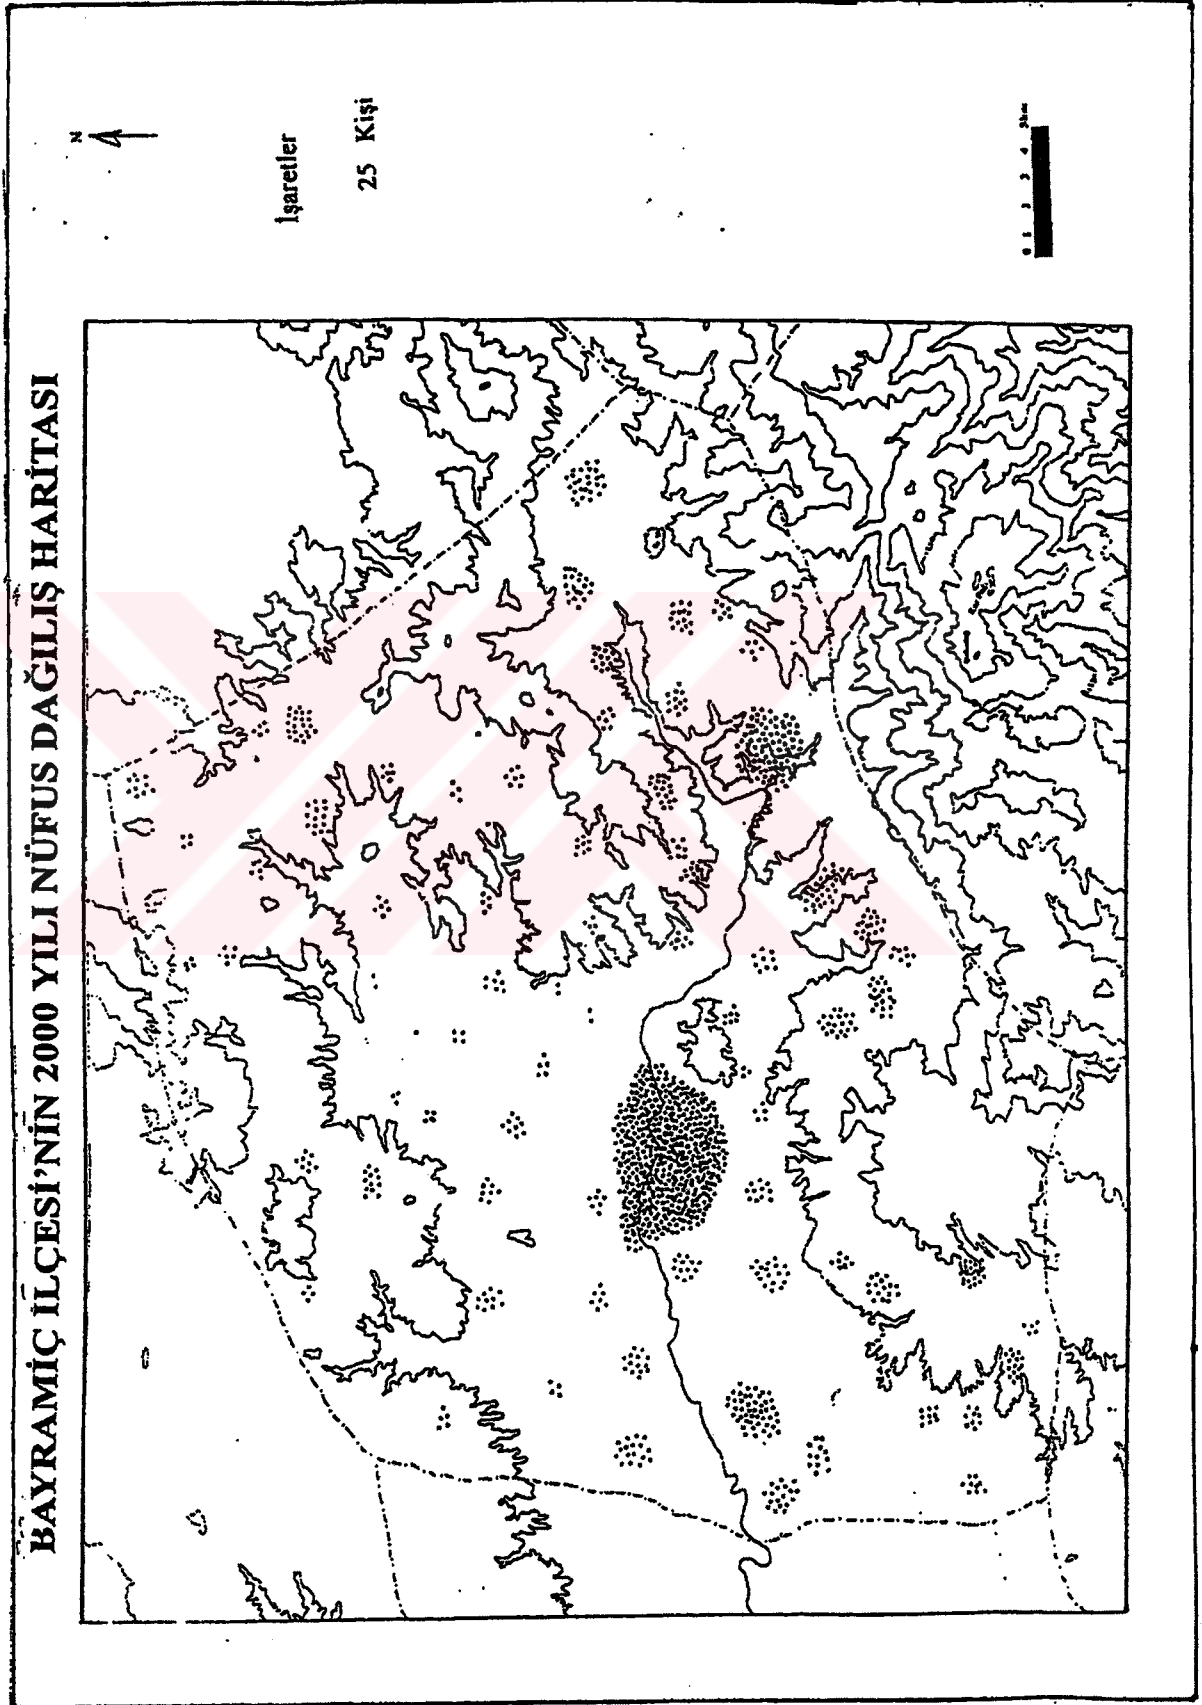 BAYRAMİÇ İLÇESİ'NİN 2000 YILI NÜFUS DAĞILIŞ HARİTASI
N
İşaretler
25 Kişi